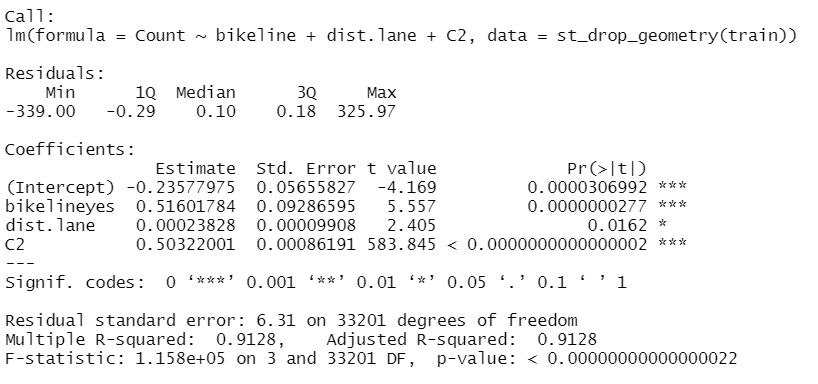 Call:
lm(formula = Count ~ bikeline + dist.lane + C2, data = st_drop_geometry(train))
Residuals:
Min 1Q Median 3Q Max
-339.00 -0.29 0.10 0.18 325.97
Coefficients:
Estimate Std. Error t value Pr(>|t|)
(Intercept) -0.23577975 0.05655827 -4.169 0.0000306992 ***
bikelineyes 0.51601784 0.09286595 5.557 0.0000000277 ***
dist.lane 0.00023828 0.00009908 2.405 0.0162 *
C2 0.50322001 0.00086191 583.845 < 0.0000000000000002 ***
---
Signif. codes: 0 ‘***’ 0.001 ‘**’ 0.01 ‘*’ 0.05 ‘.’ 0.1 ‘ ’ 1
Residual standard error: 6.31 on 33201 degrees of freedom
Multiple R-squared: 0.9128, Adjusted R-squared: 0.9128
F-statistic: 1.158e+05 on 3 and 33201 DF, p-value: < 0.00000000000000022